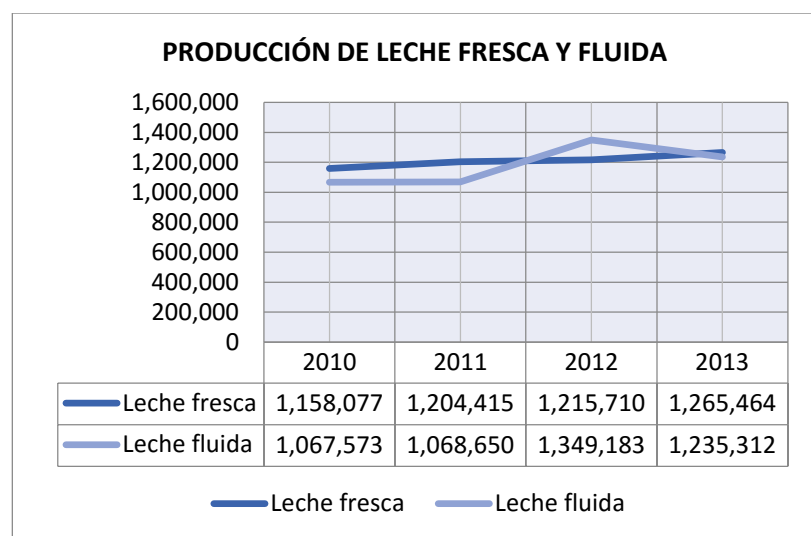 PRODUCCIÓN DE LECHE FRESCA Y FLUIDA
1,600,000
1,400,000
1,200,000
1,000,000
800,000
600,000
400,000
200,000
0
2010 2011 2012 2013
Leche fresca 1,158,077 1,204,415 1,215,710 1,265,464
Leche fluida 1,067,573 1,068,650 1,349,183 1,235,312
Leche fresca Leche fluida